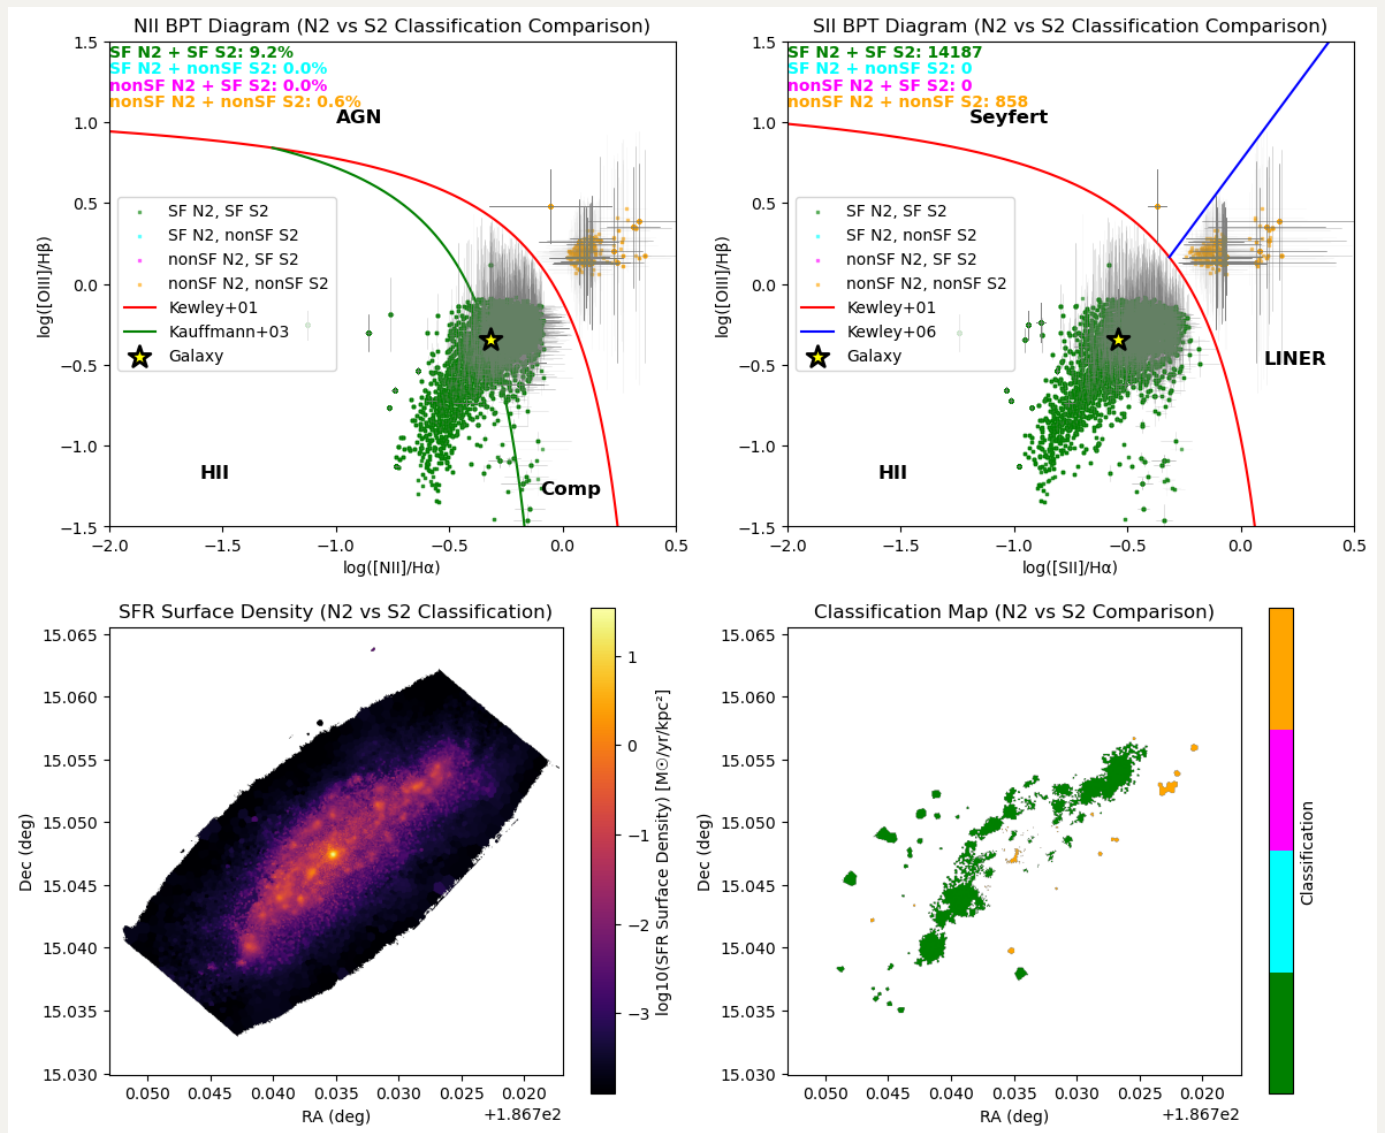 NII BPT Diagram (N2 vs S2 Classification Comparison)
SF N2 + SF S2: 9.2%
SF N2 + nonSF S2: 0.0%
nonSF N2 + SF S2: 0.0%
nonSF N2 + nonSF S2: 0.6%
AGN
SF N2, SF S2
SF N2, nonSF S2
nonSF N2, SF S2
nonSF N2, nonSF S2
Kewley+01
Kauffmann+03
Galaxy
HII
Comp
1.5
1.0
0.5
0.0
−0.5
−1.0
−1.5
−2.0 −1.5 −1.0 −0.5 0.0 0.5
log([NII]/Hα)
log([OIII]/Hβ)
SII BPT Diagram (N2 vs S2 Classification Comparison)
SF N2 + SF S2: 14187
SF N2 + nonSF S2: 0
nonSF N2 + SF S2: 0
nonSF N2 + nonSF S2: 858
Seyfert
SF N2, SF S2
SF N2, nonSF S2
nonSF N2, SF S2
nonSF N2, nonSF S2
Kewley+01
Kewley+06
Galaxy
LINER
HII
1.5
1.0
0.5
0.0
−0.5
−1.0
−1.5
−2.0 −1.5 −1.0 −0.5 0.0 0.5
log([SII]/Hα)
log([OIII]/Hβ)
SFR Surface Density (N2 vs S2 Classification)
15.065
15.060
15.055
15.050
15.045
15.040
15.035
15.030
0.050 0.045 0.040 0.035 0.030 0.025 0.020
RA (deg)
+1.867e2
Dec (deg)
1
0
−1
−2
−3
log10(SFR Surface Density) [M☉/yr/kpc²]
Classification Map (N2 vs S2 Comparison)
15.065
15.060
15.055
15.050
15.045
15.040
15.035
15.030
0.050 0.045 0.040 0.035 0.030 0.025 0.020
RA (deg)
+1.867e2
Dec (deg)
Classification